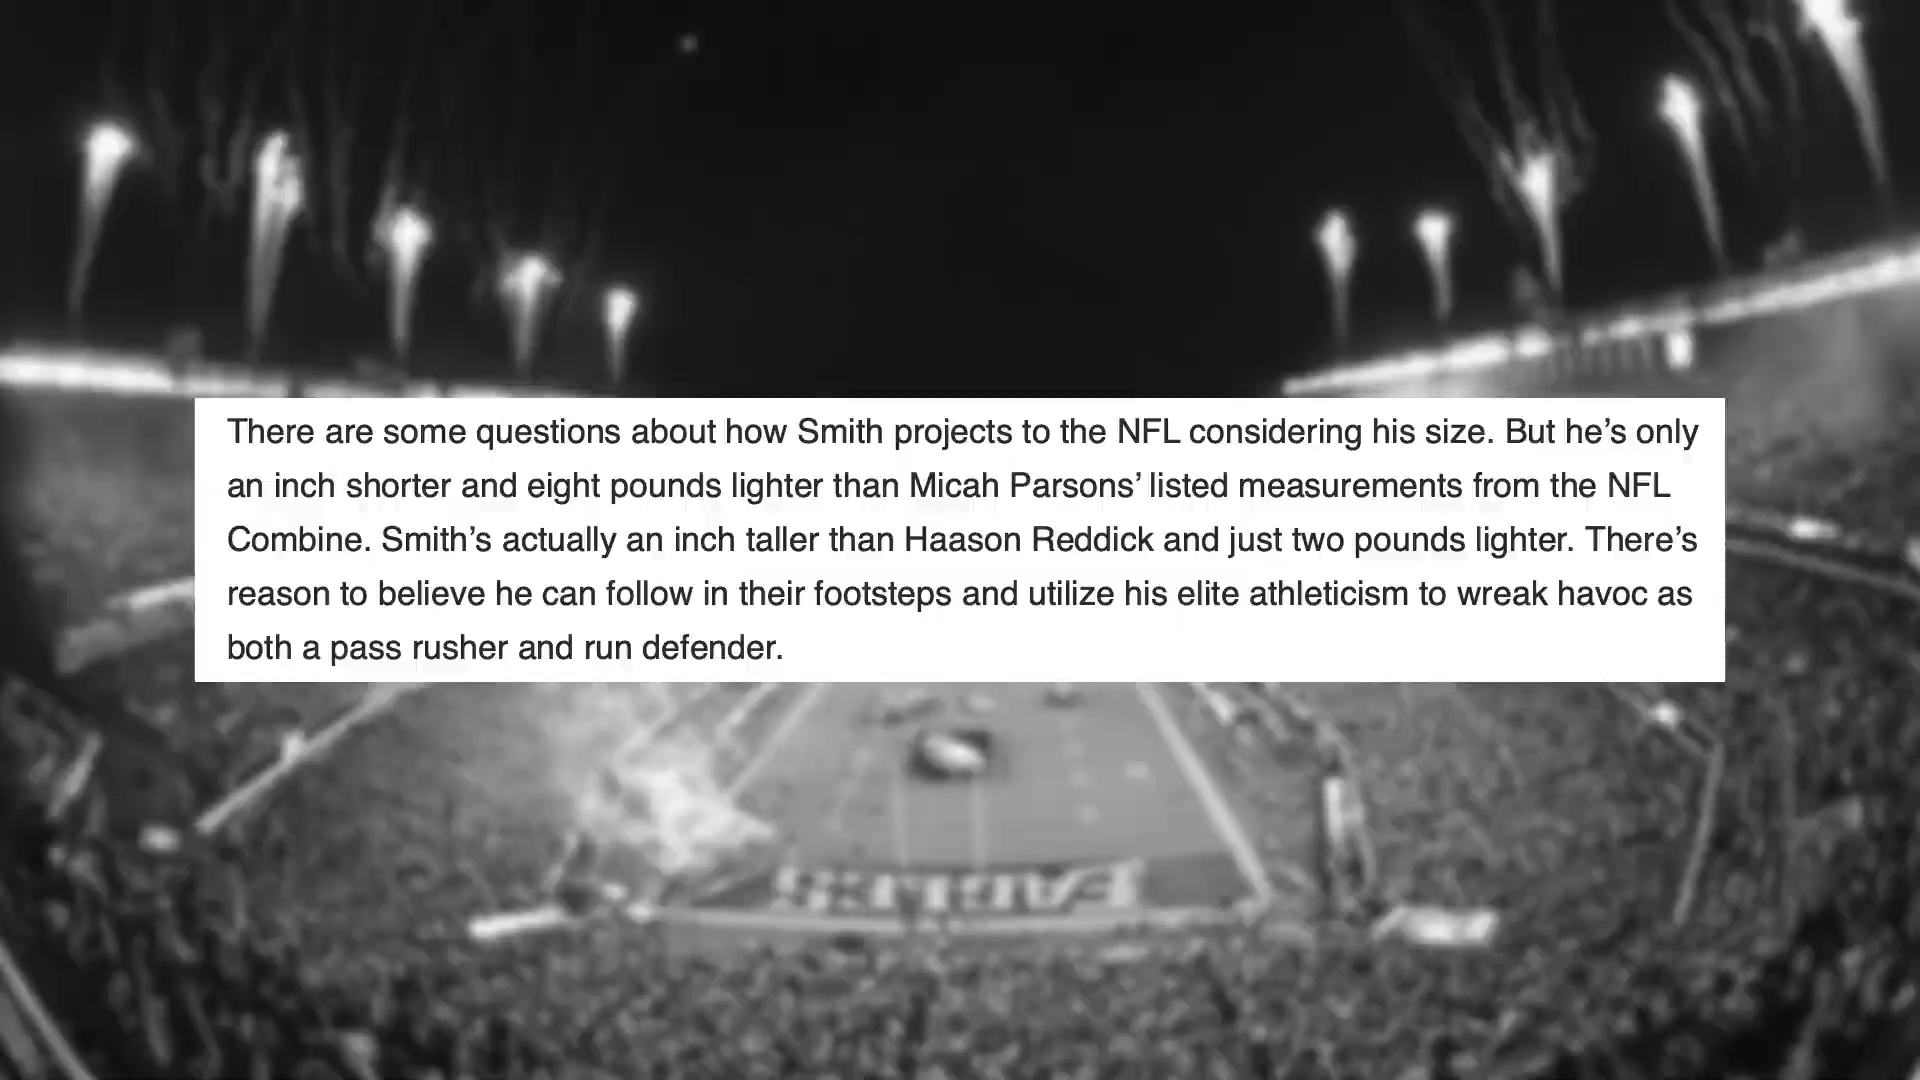 There are some questions about how Smith projects to the NFL considering his size. But he’s only
an inch shorter and eight pounds lighter than Micah Parsons’ listed measurements from the NFL
Combine. Smith’s actually an inch taller than Haason Reddick and just two pounds lighter. There’s
reason to believe he can follow in their footsteps and utilize his elite athleticism to wreak havoc as
both a pass rusher and run defender.